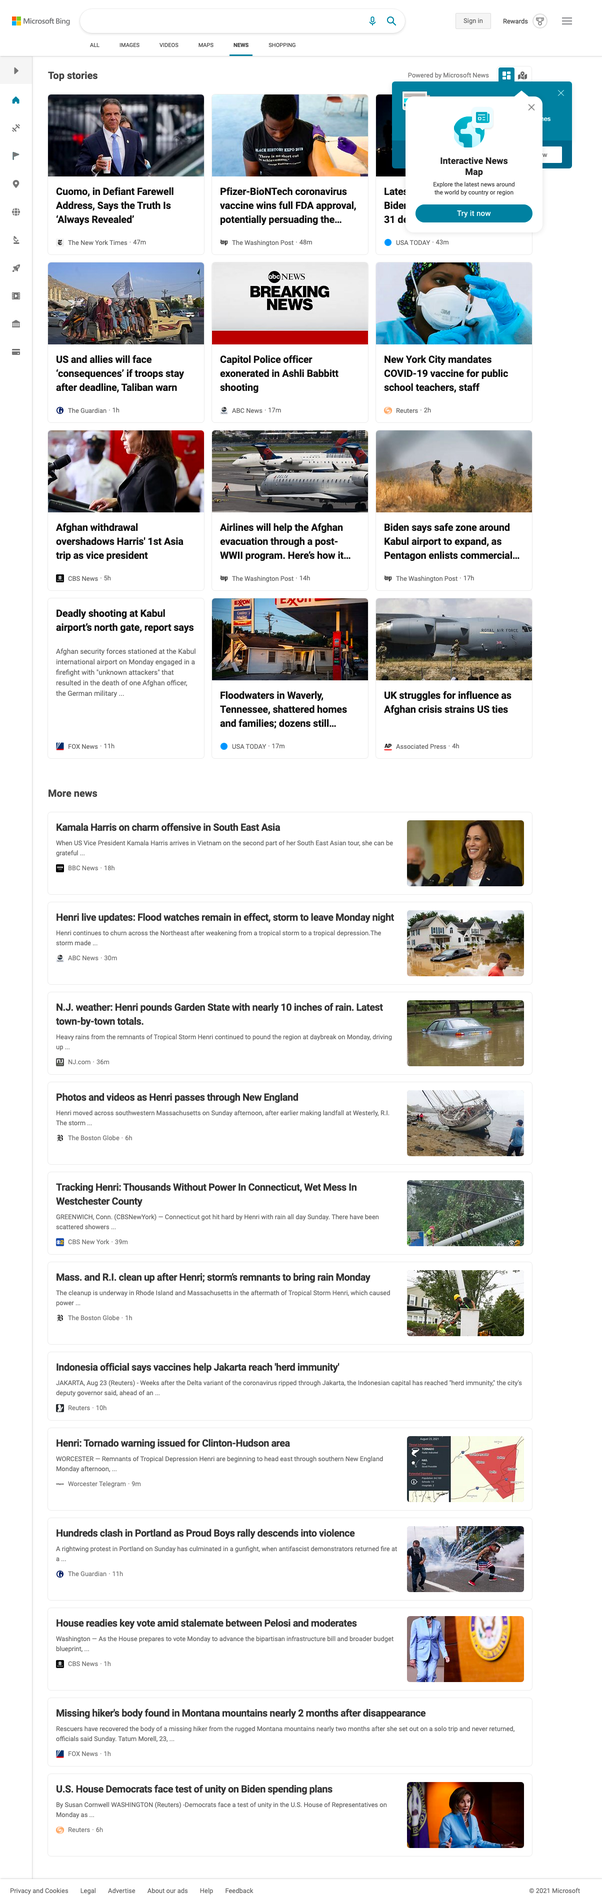 Microsoft Bing
Sign in
Rewards
ALL
IMAGES
VIDEOS
MAPS
NEWS
SHOPPING
Top stories
Powered by Microsoft News
Interactive News
Map
Explore the latest news around
the world by country or region
Try it now
Cuomo, in Defiant Farewell
Address, Says the Truth Is
‘Always Revealed’
The New York Times · 47m
BLACK HISTORY EXPO
Pfizer-BioNTech coronavirus
vaccine wins full FDA approval,
potentially persuading the...
The Washington Post · 48m
Lates
Biden
31 de
USA TODAY · 43m
US and allies will face
‘consequences’ if troops stay
after deadline, Taliban warn
The Guardian · 1h
abc NEWS
BREAKING
NEWS
Capitol Police officer
exonerated in Ashli Babbitt
shooting
ABC News · 17m
New York City mandates
COVID-19 vaccine for public
school teachers, staff
Reuters · 2h
Afghan withdrawal
overshadows Harris' 1st Asia
trip as vice president
CBS News · 5h
Airlines will help the Afghan
evacuation through a post-
WWII program. Here’s how it...
The Washington Post · 14h
Biden says safe zone around
Kabul airport to expand, as
Pentagon enlists commercial...
The Washington Post · 17h
Deadly shooting at Kabul
airport’s north gate, report says
Afghan security forces stationed at the Kabul
international airport on Monday engaged in a
firefight with "unknown attackers" that
resulted in the death of one Afghan officer,
the German military ...
FOX News · 11h
EXXON
Exxon
Floodwaters in Waverly,
Tennessee, shattered homes
and families; dozens still...
USA TODAY · 17m
ROYAL AIR FORCE
UK struggles for influence as
Afghan crisis strains US ties
AP
Associated Press · 4h
More news
Kamala Harris on charm offensive in South East Asia
When US Vice President Kamala Harris arrives in Vietnam on the second part of her South East Asian tour, she can be
grateful ...
BBC News · 18h
Henri live updates: Flood watches remain in effect, storm to leave Monday night
Henri continues to churn across the Northeast after weakening from a tropical storm to a tropical depression.The
storm made ...
ABC News · 30m
N.J. weather: Henri pounds Garden State with nearly 10 inches of rain. Latest
town-by-town totals.
Heavy rains from the remnants of Tropical Storm Henri continued to pound the region at daybreak on Monday, driving
up ...
NJ.com · 36m
Photos and videos as Henri passes through New England
Henri moved across southwestern Massachusetts on Sunday afternoon, after earlier making landfall at Westerly, R.I.
The storm ...
The Boston Globe · 6h
Tracking Henri: Thousands Without Power In Connecticut, Wet Mess In
Westchester County
GREENWICH, Conn. (CBSNewYork) — Connecticut got hit hard by Henri with rain all day Sunday. There have been
scattered showers ...
CBS New York · 39m
Mass. and R.I. clean up after Henri; storm’s remnants to bring rain Monday
The cleanup is underway in Rhode Island and Massachusetts in the aftermath of Tropical Storm Henri, which caused
power ...
The Boston Globe · 1h
Indonesia official says vaccines help Jakarta reach 'herd immunity'
JAKARTA, Aug 23 (Reuters) - Weeks after the Delta variant of the coronavirus ripped through Jakarta, the Indonesian capital has reached "herd immunity," the city's
deputy governor said, ahead of an ...
Reuters · 10h
Henri: Tornado warning issued for Clinton-Hudson area
WORCESTER — Remnants of Tropical Depression Henri are beginning to head east through southern New England
Monday afternoon, ...
Worcester Telegram · 9m
Hundreds clash in Portland as Proud Boys rally descends into violence
A rightwing protest in Portland on Sunday has culminated in a gunfight, when antifascist demonstrators returned fire at
a ...
The Guardian · 11h
House readies key vote amid stalemate between Pelosi and moderates
Washington — As the House prepares to vote Monday to advance the bipartisan infrastructure bill and broader budget
blueprint, ...
CBS News · 1h
Missing hiker's body found in Montana mountains nearly 2 months after disappearance
Rescuers have recovered the body of a missing hiker from the rugged Montana mountains nearly two months after she set out on a solo trip and never returned,
officials said Sunday. Tatum Morell, 23, ...
FOX News · 1h
U.S. House Democrats face test of unity on Biden spending plans
By Susan Cornwell WASHINGTON (Reuters) -Democrats face a test of unity in the U.S. House of Representatives on
Monday as ...
Reuters · 6h
Privacy and Cookies
Legal
Advertise
About our ads
Help
Feedback
© 2021 Microsoft